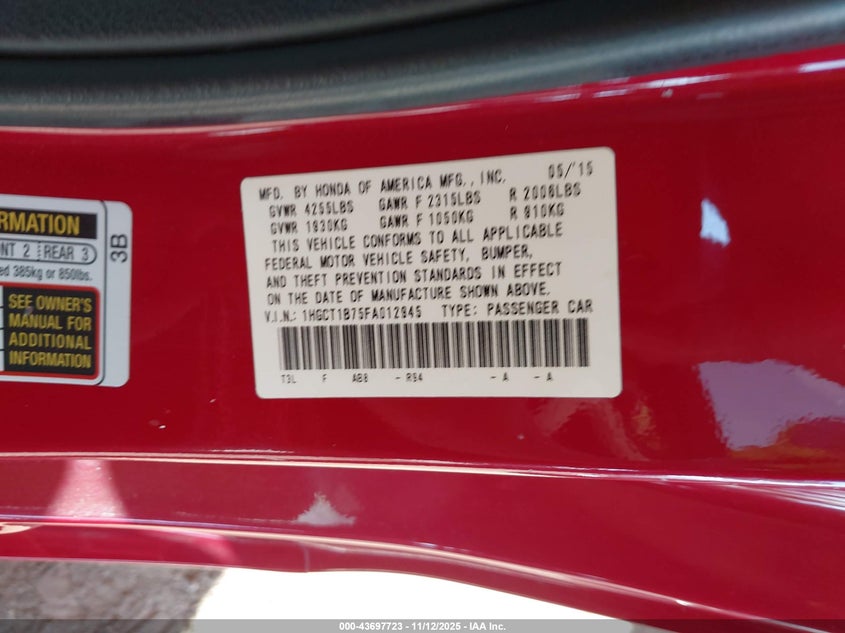 RMATION
NT 2 REAR 3
ed 385kg or 850lbs.
SEE OWNER'S
MANUAL FOR
ADDITIONAL
INFORMATION
3B
MFD. BY HONDA OF AMERICA MFG., INC. 05/'15
GVWR 4255LBS GAWR F 2315LBS R 2006LBS
GVWR 1930KG GAWR F 1050KG R 910KG
THIS VEHICLE CONFORMS TO ALL APPLICABLE
FEDERAL MOTOR VEHICLE SAFETY, BUMPER,
AND THEFT PREVENTION STANDARDS IN EFFECT
ON THE DATE OF MANUFACTURE SHOWN ABOVE.
V.I.N.: 1HGCT1B75FA012945 TYPE: PASSENGER CAR
T3L F AB8 - R94 - A - A
000-43697723 - 11/12/2025 - IAA Inc.